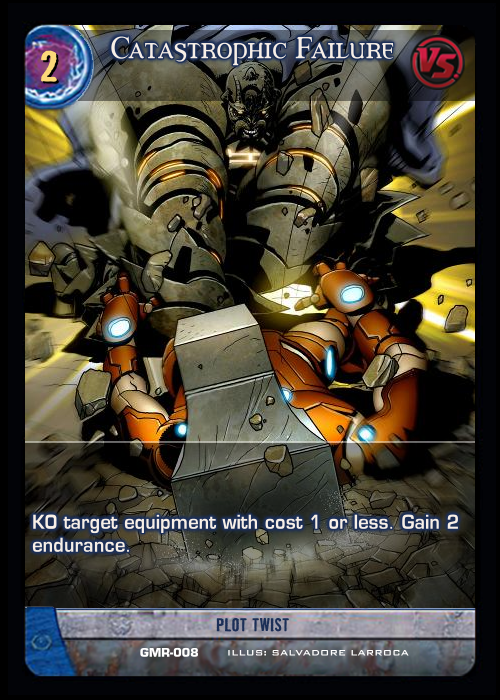 2
CATASTROPHIC FAILURE
VS
KO target equipment with cost 1 or less. Gain 2
endurance.
PLOT TWIST
GMR-008 ILLUS: SALVADORE LARROCA